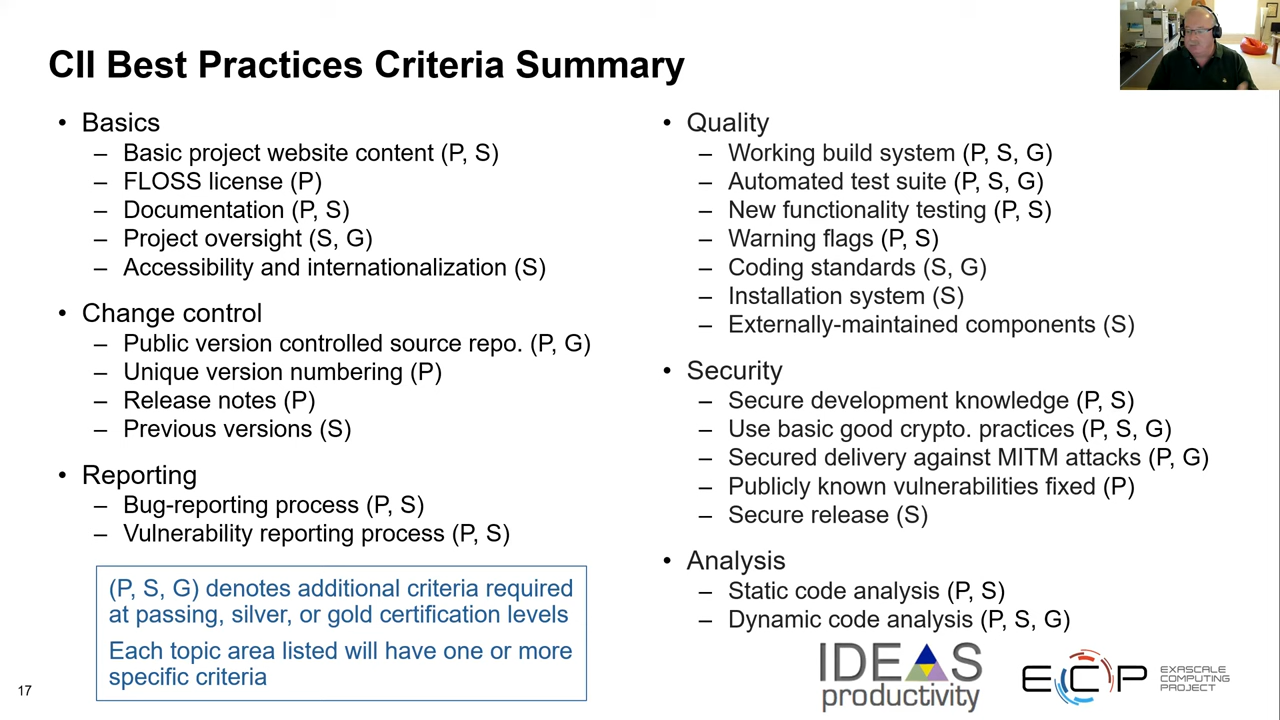 CII Best Practices Criteria Summary
• Basics
– Basic project website content (P, S)
– FLOSS license (P)
– Documentation (P, S)
– Project oversight (S, G)
– Accessibility and internationalization (S)
• Change control
– Public version controlled source repo. (P, G)
– Unique version numbering (P)
– Release notes (P)
– Previous versions (S)
• Reporting
– Bug-reporting process (P, S)
– Vulnerability reporting process (P, S)
(P, S, G) denotes additional criteria required
at passing, silver, or gold certification levels
Each topic area listed will have one or more
specific criteria
• Quality
– Working build system (P, S, G)
– Automated test suite (P, S, G)
– New functionality testing (P, S)
– Warning flags (P, S)
– Coding standards (S, G)
– Installation system (S)
– Externally-maintained components (S)
• Security
– Secure development knowledge (P, S)
– Use basic good crypto. practices (P, S, G)
– Secured delivery against MITM attacks (P, G)
– Publicly known vulnerabilities fixed (P)
– Secure release (S)
• Analysis
– Static code analysis (P, S)
– Dynamic code analysis (P, S, G)
17
IDEAS
productivity
ECP
EXASCALE
COMPUTING
PROJECT